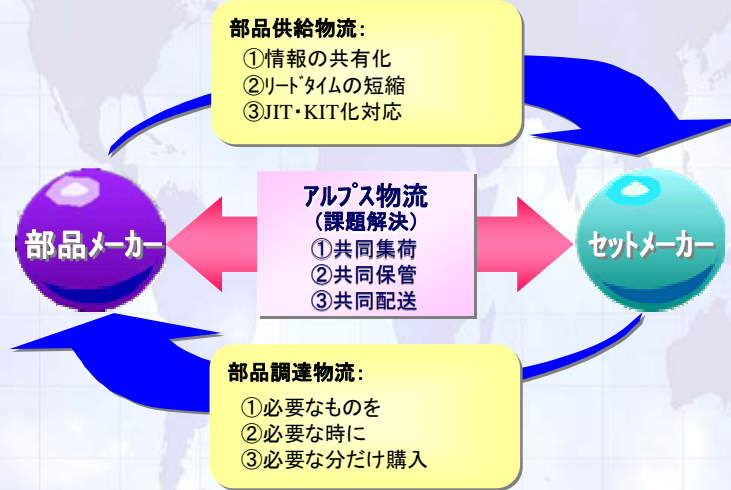 部品供給物流：
①情報の共有化
②ﾘｰﾄﾞﾀｲﾑの短縮
③JIT・KIT化対応
部品ﾒｰｶｰ
アルプス物流
（課題解決）
①共同集荷
②共同保管
③共同配送
ｾｯﾄﾒｰｶｰ
部品調達物流：
①必要なものを
②必要な時に
③必要な分だけ購入